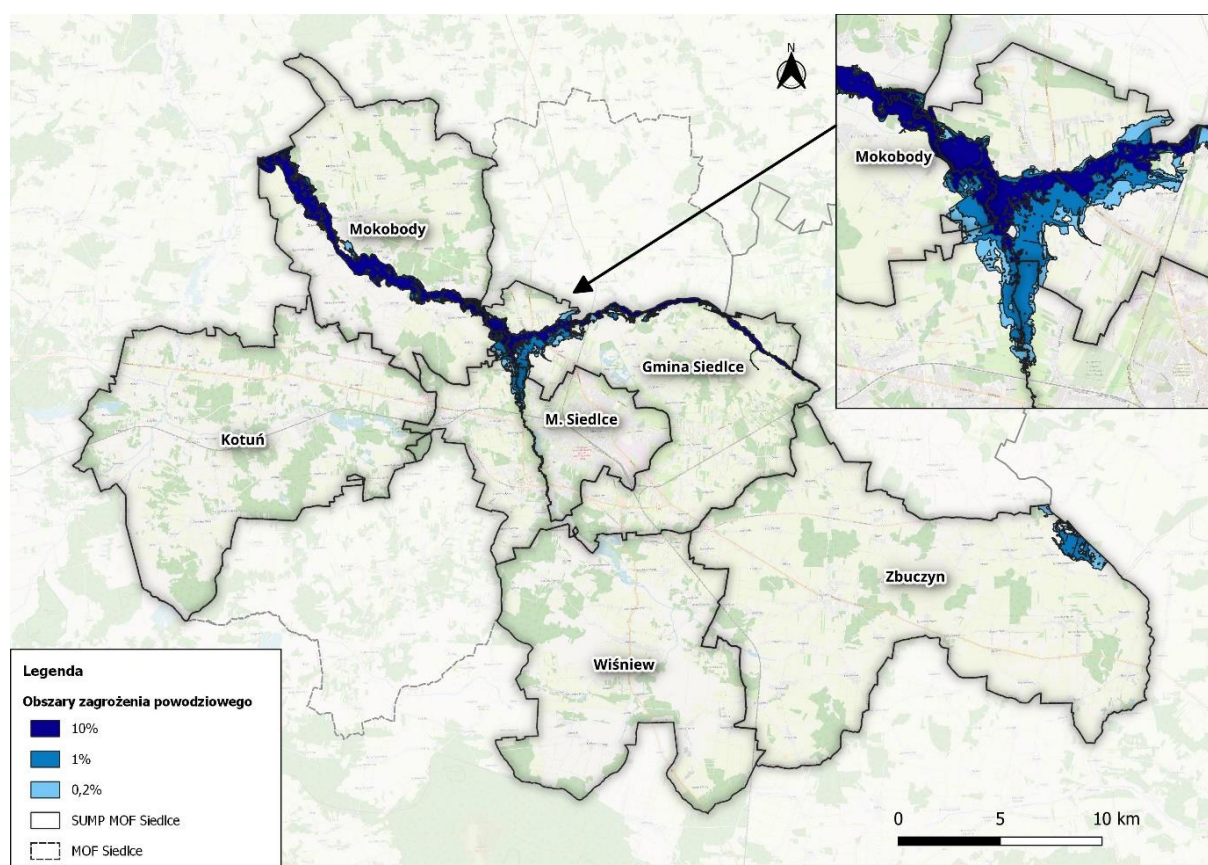 N
Mokobody
Mokobody
Gmina Siedlce
M. Siedlce
Kotuń
Zbuczyn
Wiśniew
Legenda
Obszary zagrożenia powodziowego
10%
1%
0,2%
SUMP MOF Siedlce
MOF Siedlce
0 5 10 km